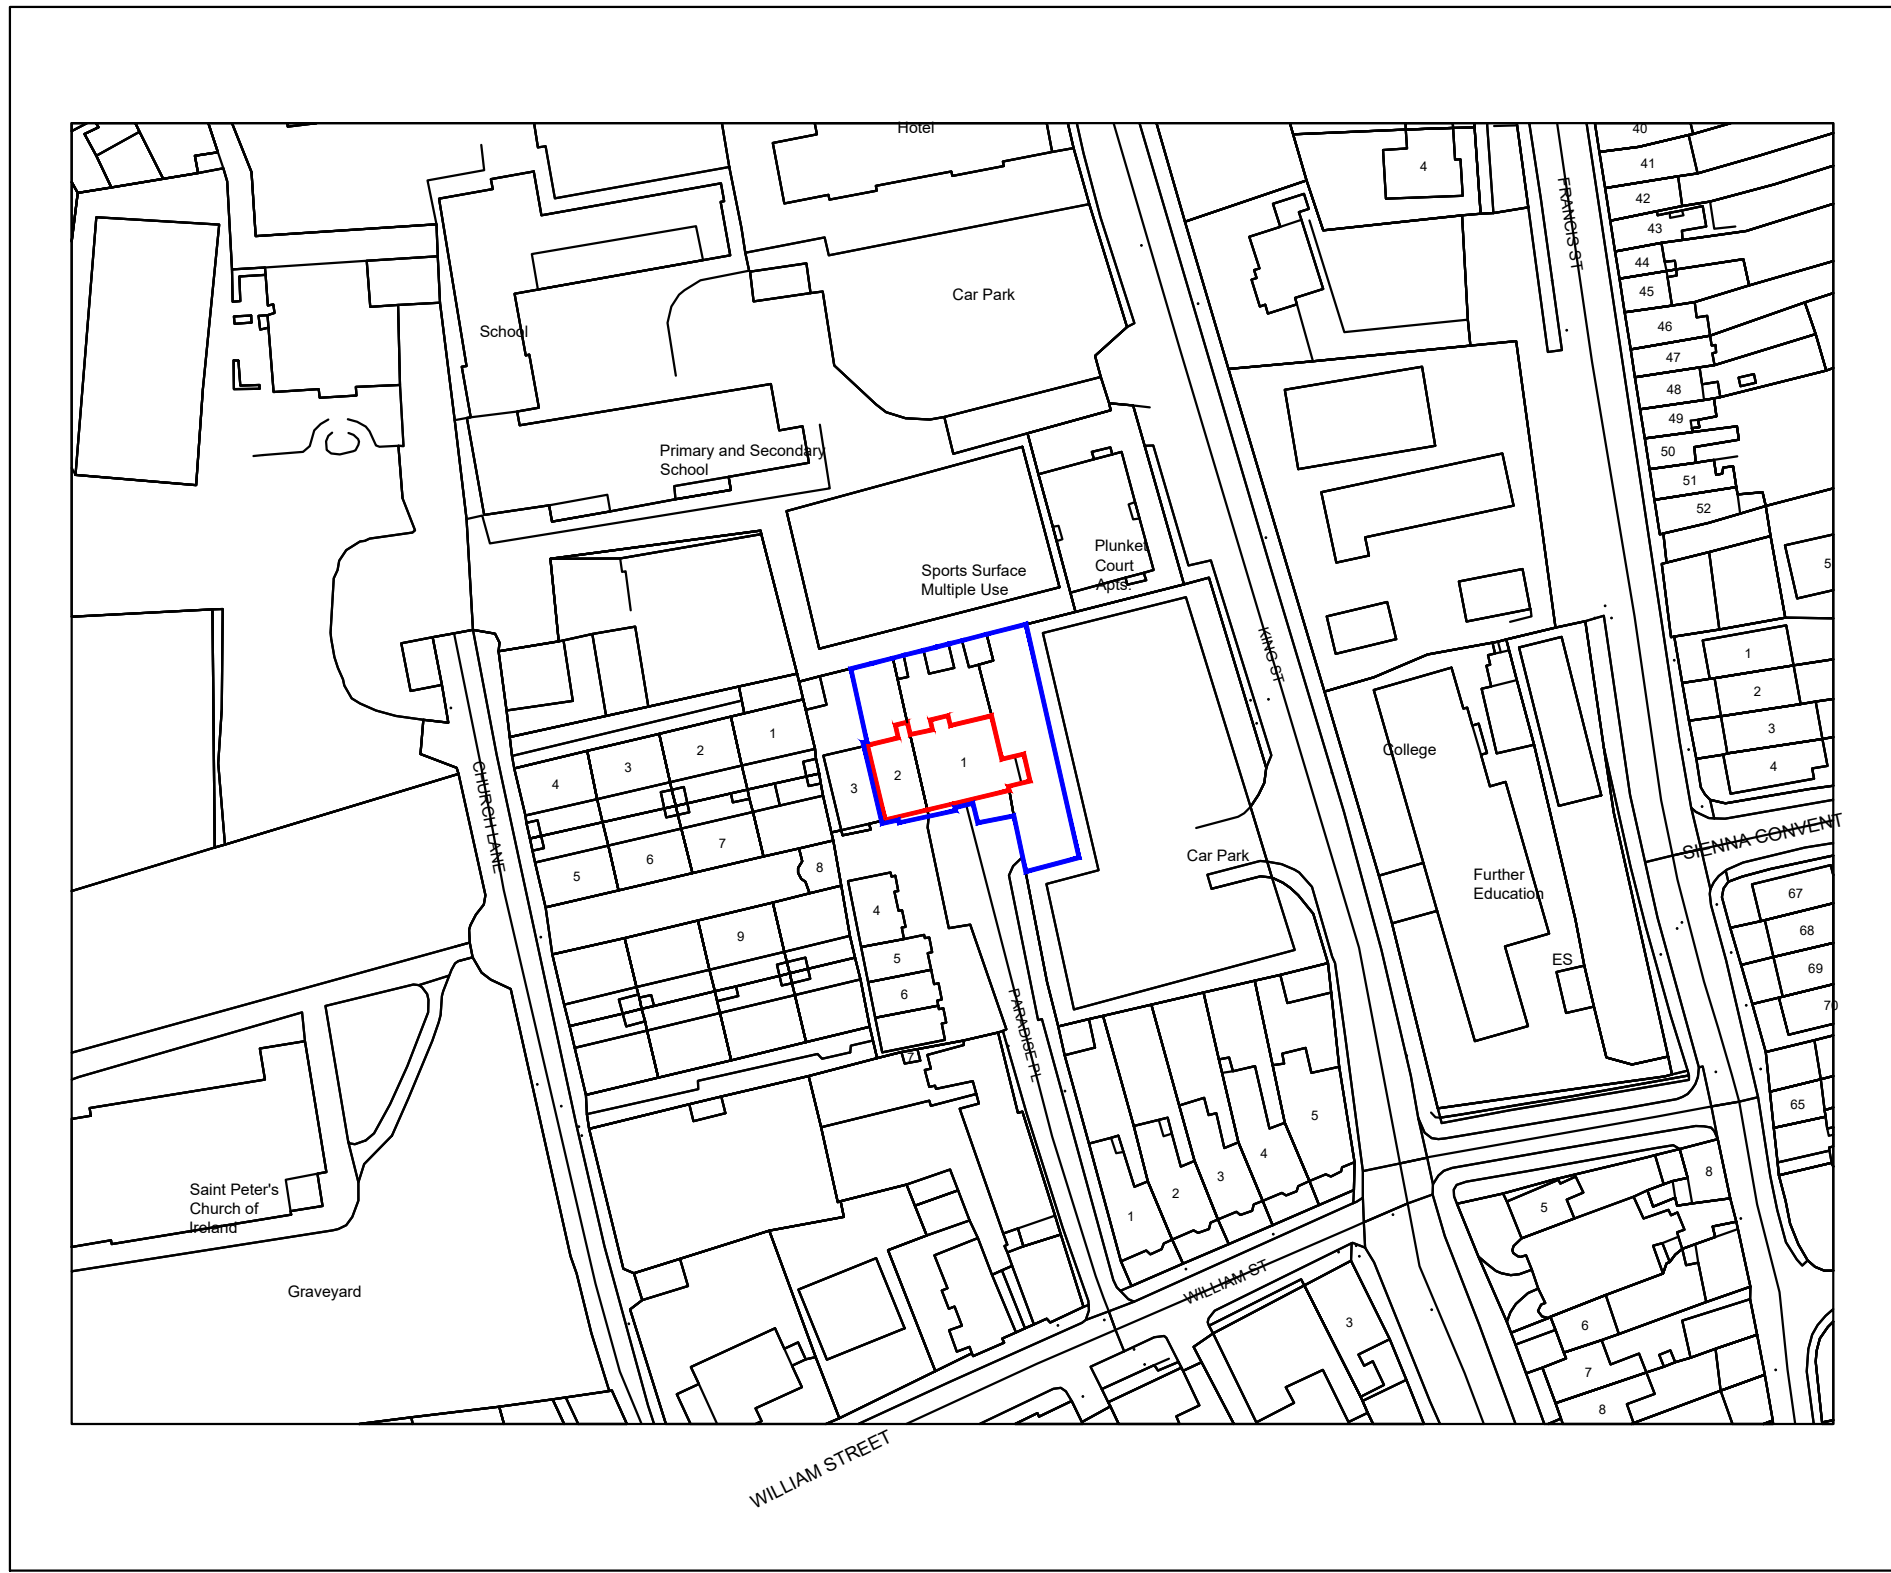 Hotel
40
41
42
43
44
45
46
47
48
49
50
51
52
4
FRANCIS ST
Car Park
School
Primary and Secondary
School
Plunket
Court
Apts.
Sports Surface
Multiple Use
5
KING ST
1
2
3
4
College
CHURCH LANE
4
3
2
1
3
2
1
5
6
7
8
9
4
5
6
7
PARADISE PL
Car Park
Further
Education
ES
SIENNA CONVENT
67
68
69
70
65
Saint Peter's
Church of
Ireland
Graveyard
1
2
3
4
5
WILLIAM ST
3
5
8
6
7
8
WILLIAM STREET